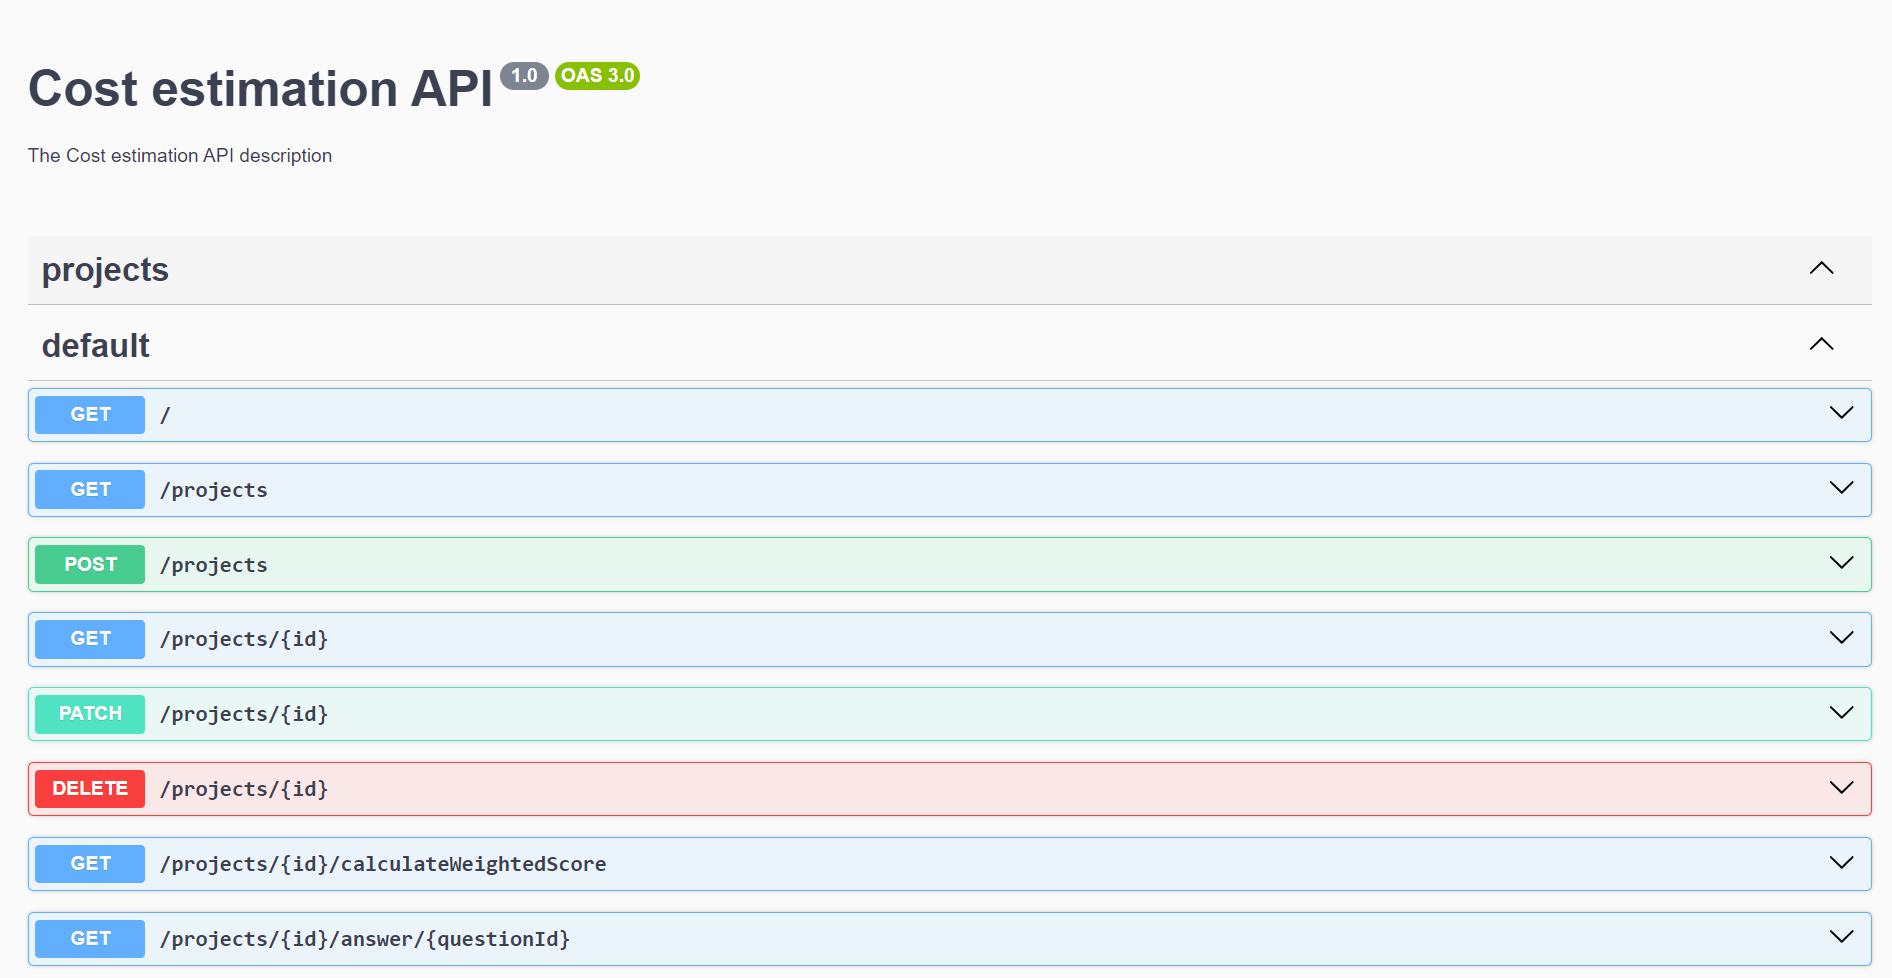 Cost estimation API 1.0 OAS 3.0
The Cost estimation API description
projects
default
GET /
GET /projects
POST /projects
GET /projects/{id}
PATCH /projects/{id}
DELETE /projects/{id}
GET /projects/{id}/calculateWeightedScore
GET /projects/{id}/answer/{questionId}